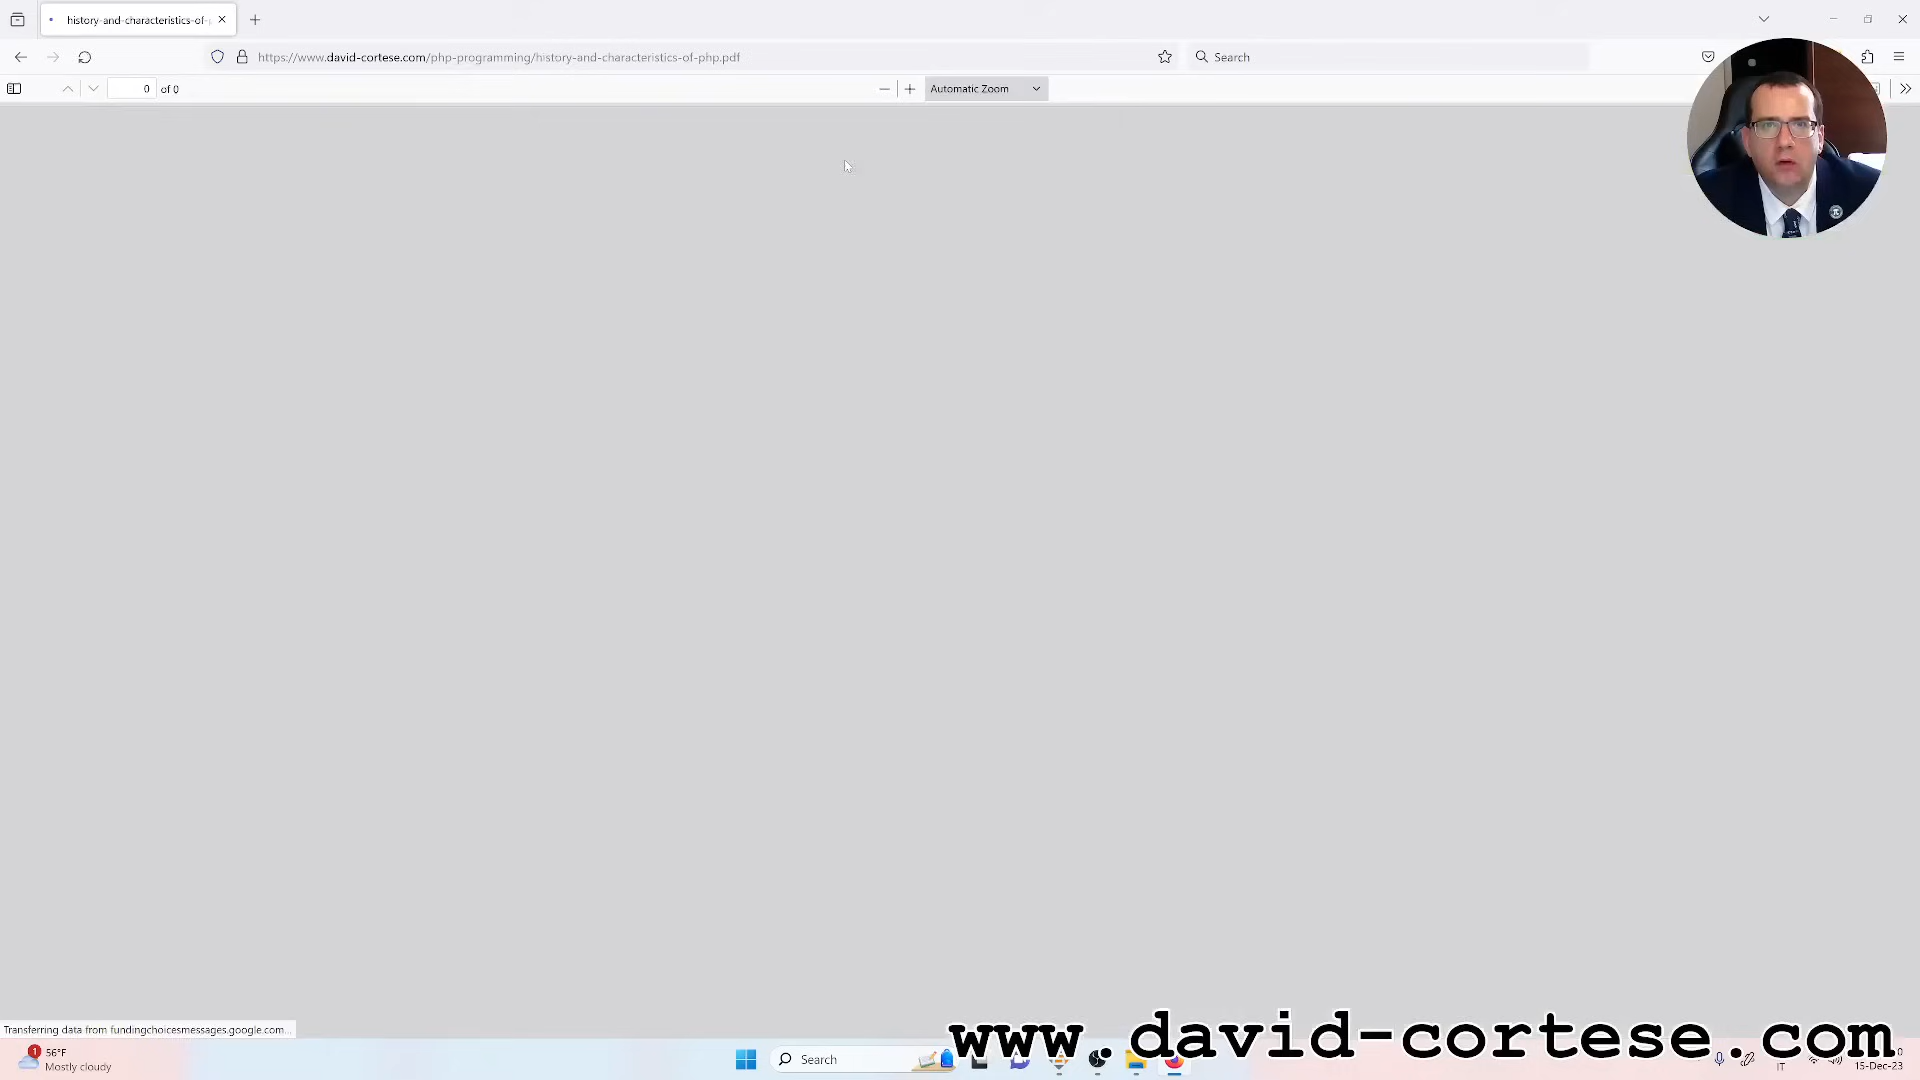 history-and-characteristics-of-
https://www.david-cortese.com/php-programming/history-and-characteristics-of-php.pdf
Search
0 of 0
Automatic Zoom
Transferring data from fundingchoicesmessages.google.com...
www.david-cortese.com
1
56°F
Mostly cloudy
Search
IT
15-Dec-23